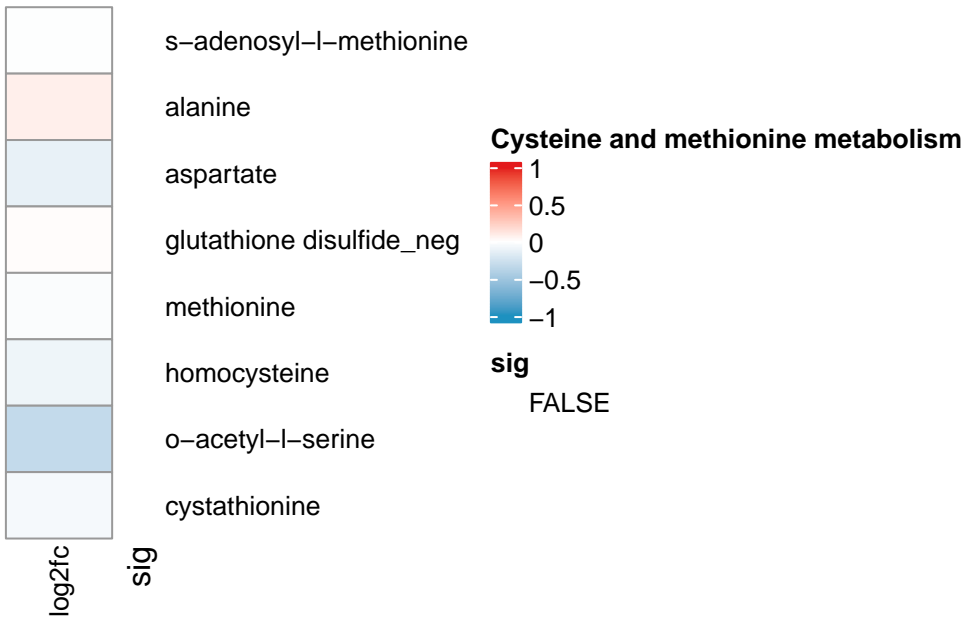 s−adenosyl−l−methionine
alanine
aspartate
glutathione disulfide_neg
methionine
homocysteine
o−acetyl−l−serine
cystathionine
log2fc
sig
Cysteine and methionine metabolism
1
0.5
0
−0.5
−1
sig
FALSE